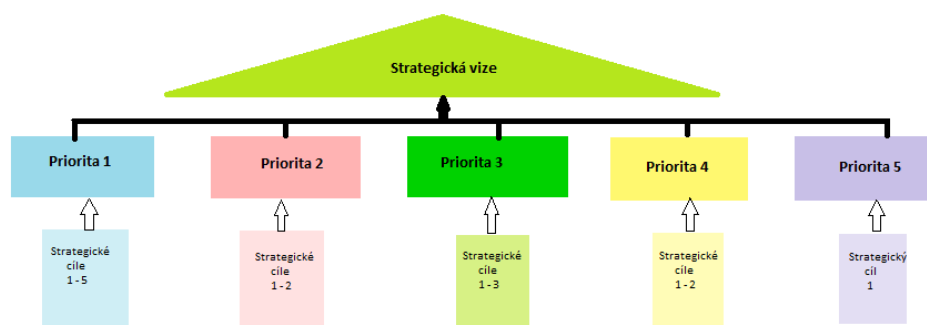 Strategická vize
Priorita 1
Priorita 2
Priorita 3
Priorita 4
Priorita 5
Strategické
cíle
1 - 5
Strategické
cíle
1 - 2
Strategické
cíle
1 - 3
Strategické
cíle
1 - 2
Strategický
cíl
1